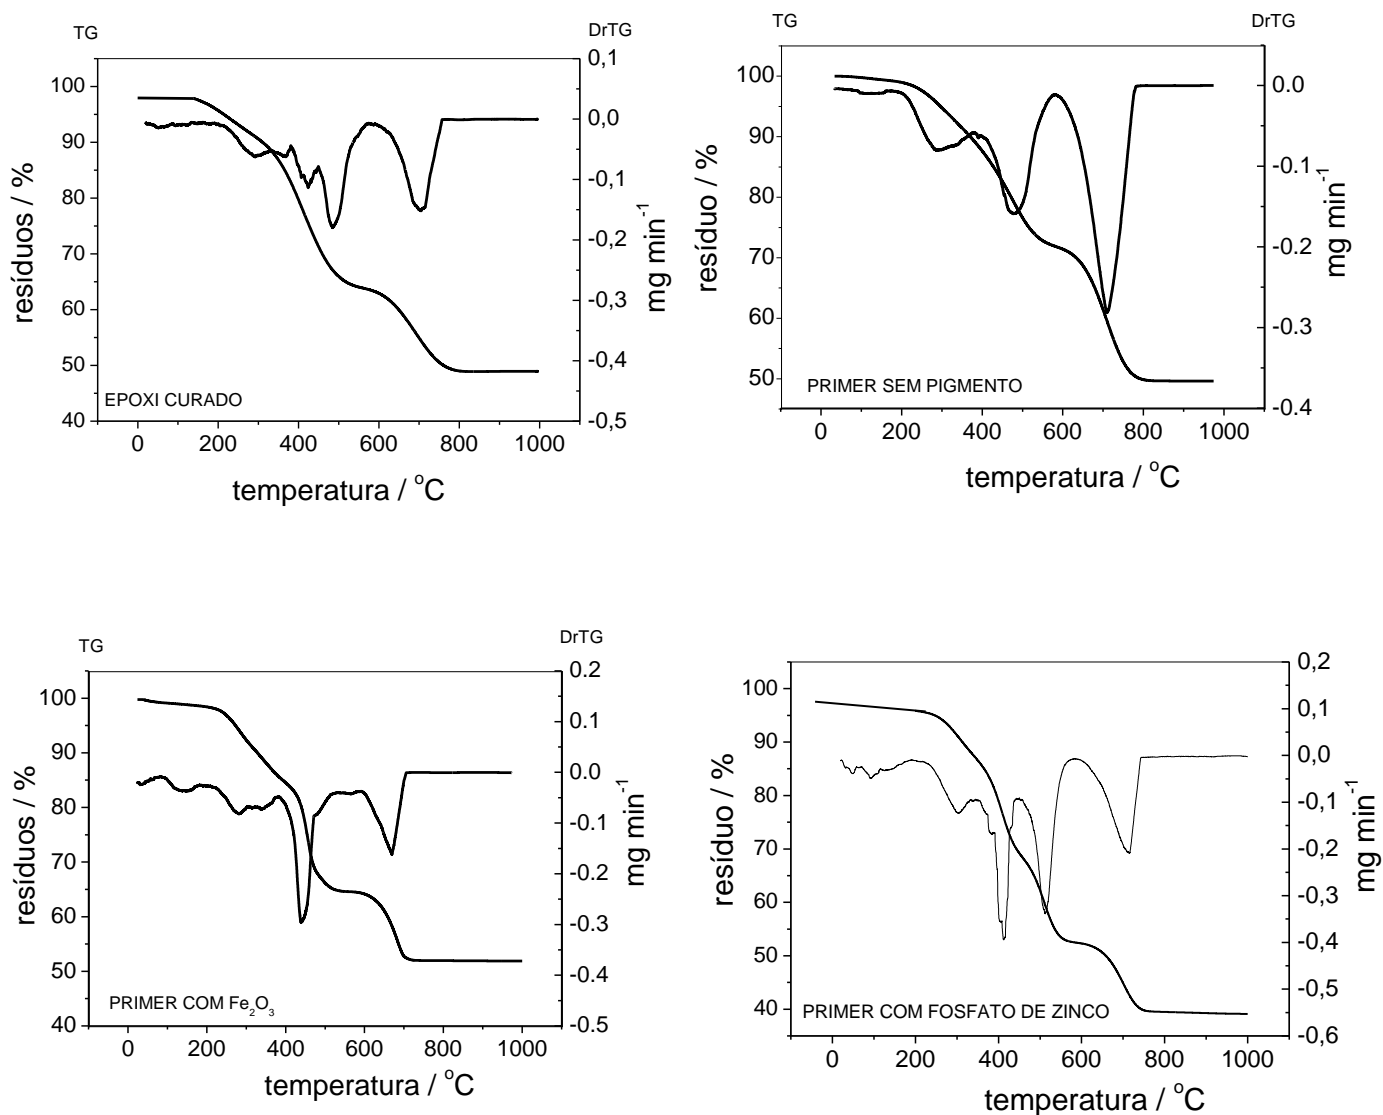 TG
DrTG
100
90
80
70
60
50
40
resíduos / %
0,1
0,0
-0,1
-0,2
-0,3
-0,4
-0,5
mg min⁻¹
EPOXI CURADO
0 200 400 600 800 1000
temperatura / °C
TG
DrTG
100
90
80
70
60
50
resíduo / %
0.0
-0.1
-0.2
-0.3
-0.4
mg min⁻¹
PRIMER SEM PIGMENTO
0 200 400 600 800 1000
temperatura / °C
TG
DrTG
100
90
80
70
60
50
40
resíduos / %
0.2
0.1
0.0
-0.1
-0.2
-0.3
-0.4
-0.5
mg min⁻¹
PRIMER COM Fe₂O₃
0 200 400 600 800 1000
temperatura / °C
100
90
80
70
60
50
40
resíduo / %
0,2
0,1
0,0
-0,1
-0,2
-0,3
-0,4
-0,5
-0,6
mg min⁻¹
PRIMER COM FOSFATO DE ZINCO
0 200 400 600 800 1000
temperatura / °C